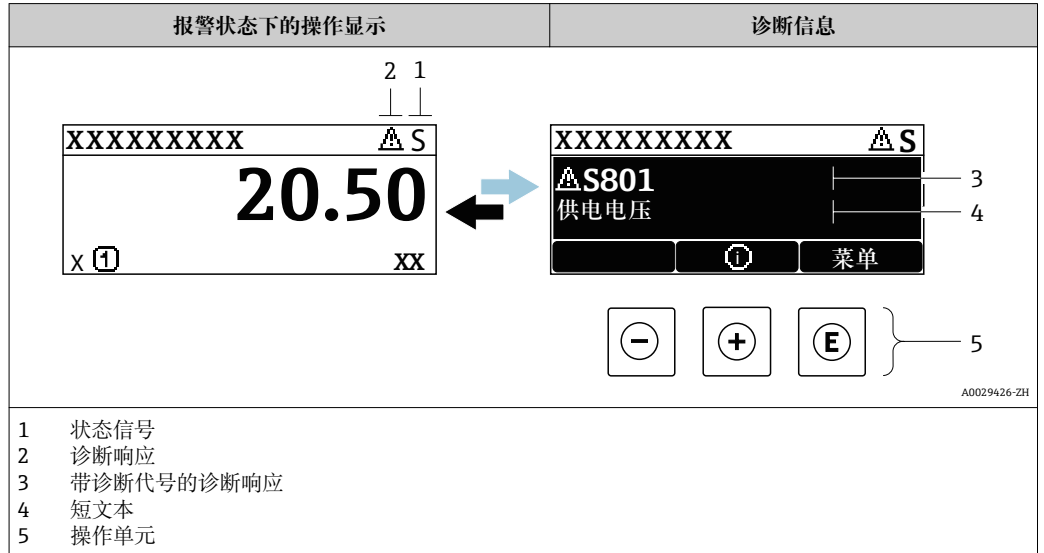 报警状态下的操作显示
诊断信息
2 1
XXXXXXXXX S
20.50
X 1 XX
XXXXXXXXX S
S801
3
供电电压
4
i 菜单
- + E
5
A0029426-ZH
1 状态信号
2 诊断响应
3 带诊断代号的诊断响应
4 短文本
5 操作单元